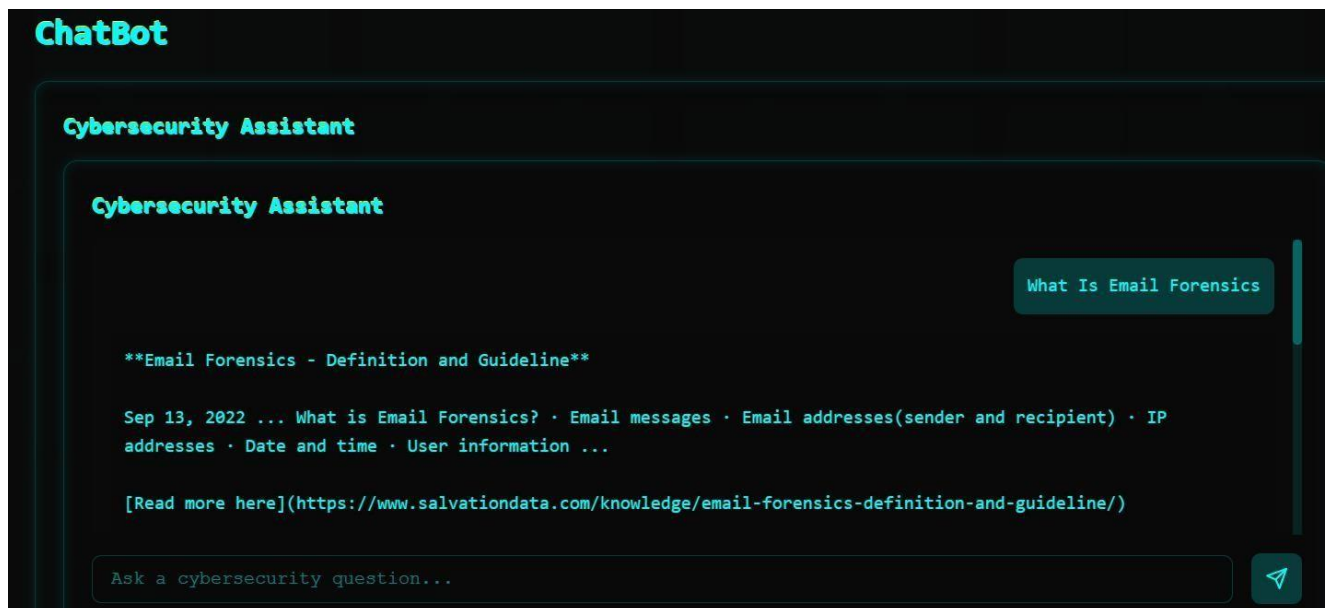 ChatBot
Cybersecurity Assistant
Cybersecurity Assistant
What Is Email Forensics
**Email Forensics - Definition and Guideline**
Sep 13, 2022 ... What is Email Forensics? · Email messages · Email addresses(sender and recipient) · IP
addresses · Date and time · User information ...
[Read more here](https://www.salvationdata.com/knowledge/email-forensics-definition-and-guideline/)
Ask a cybersecurity question...